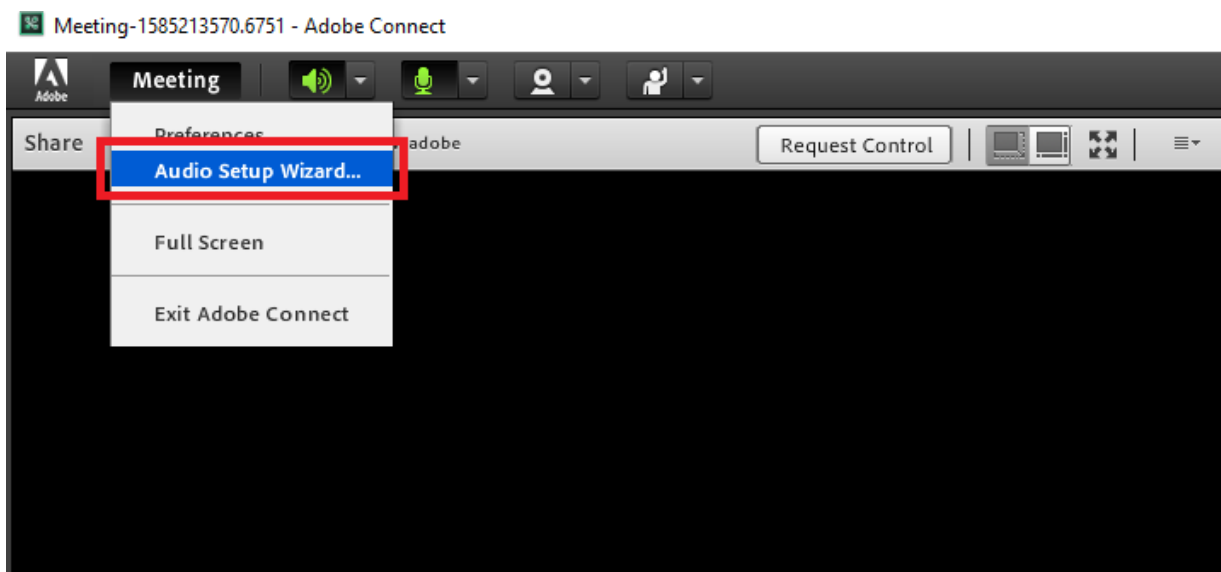 Meeting-1585213570.6751 - Adobe Connect
Adobe
Meeting
Share
Preferences
adobe
Request Control
Audio Setup Wizard...
Full Screen
Exit Adobe Connect